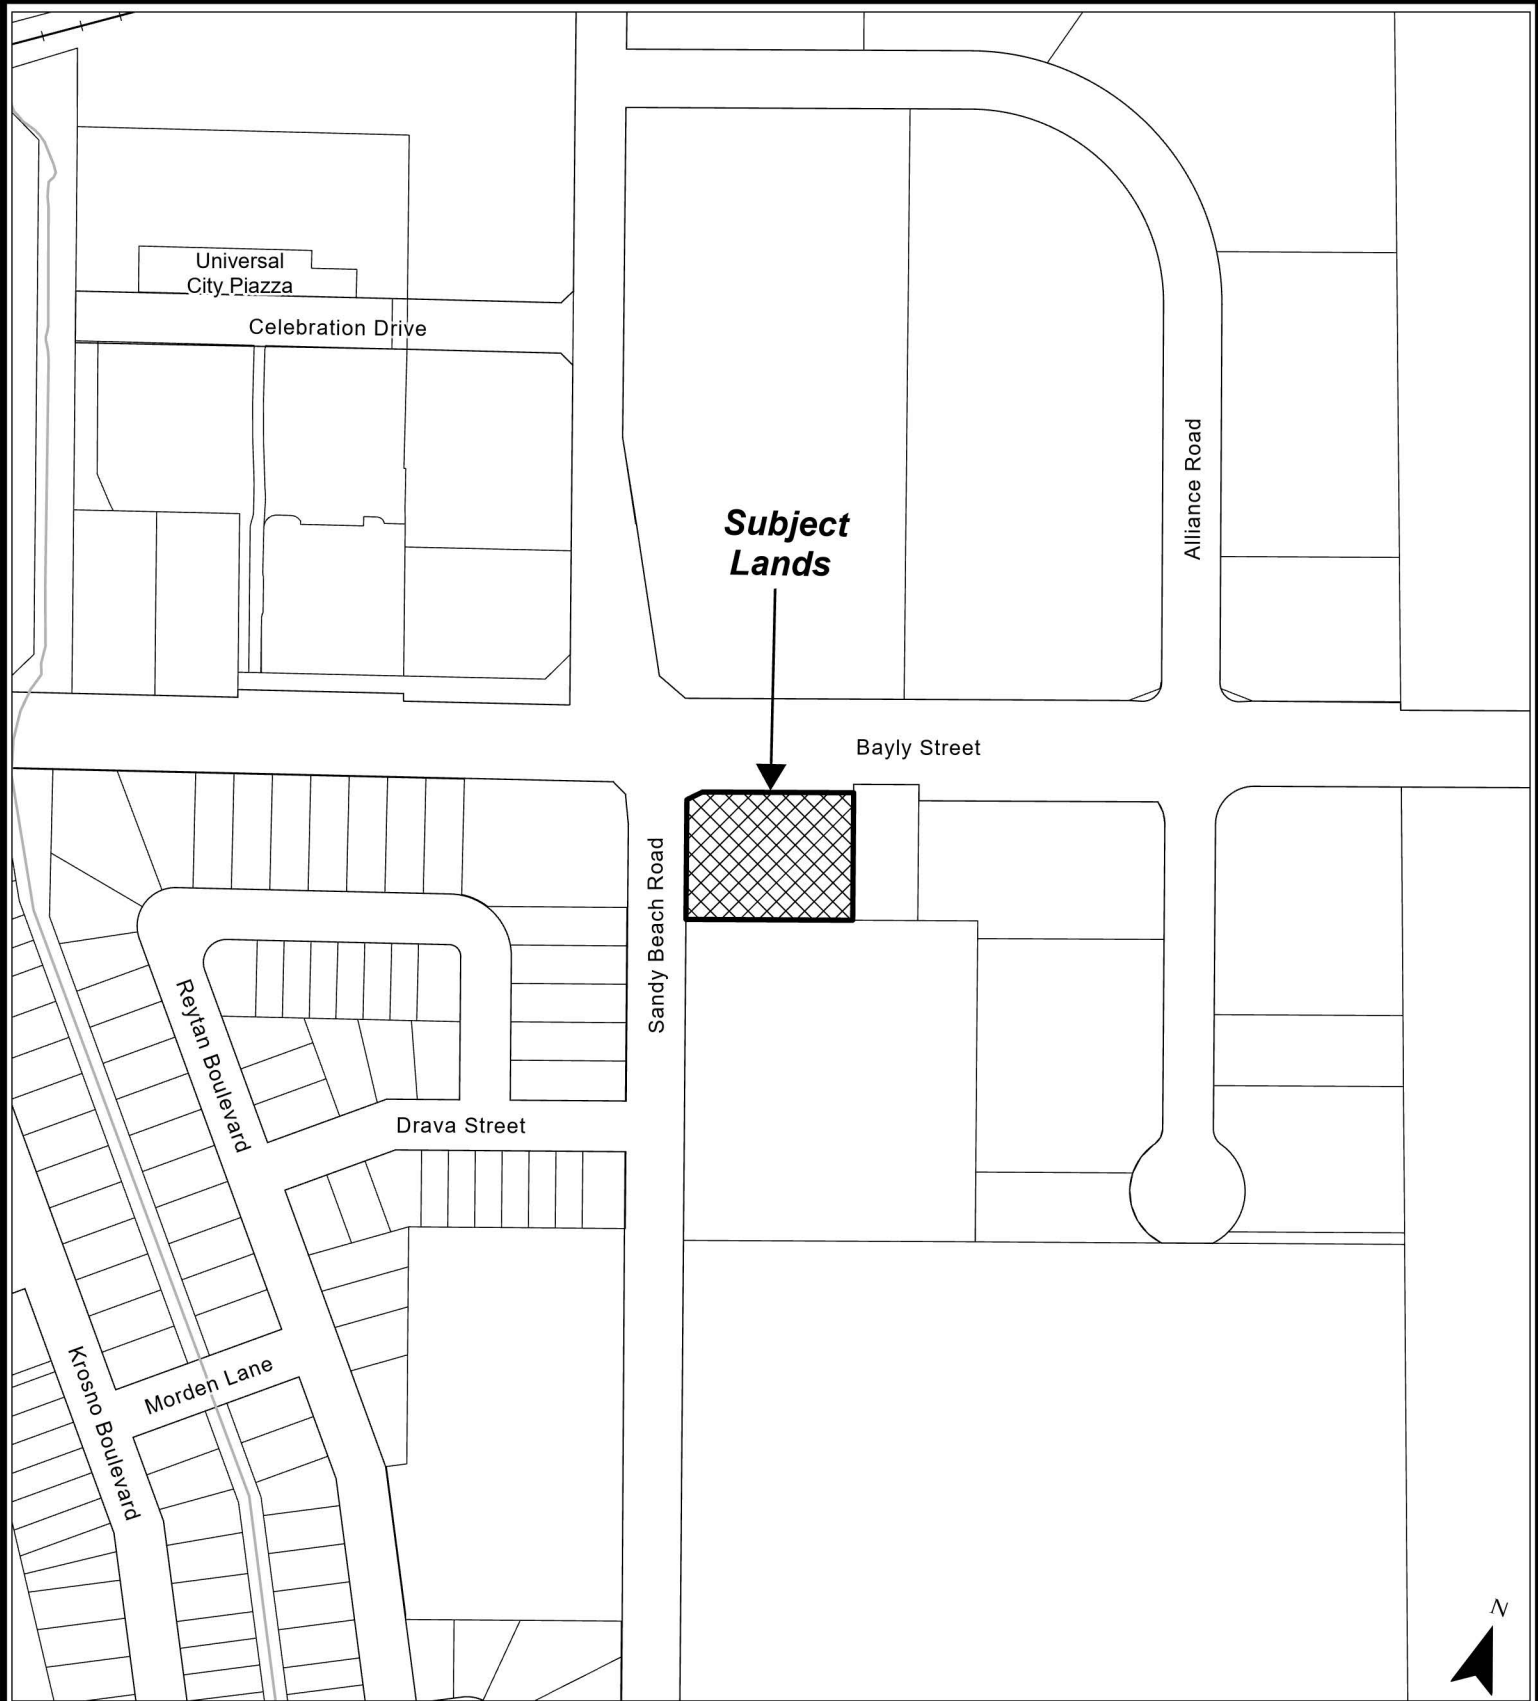 Universal
City Piazza
Celebration Drive
Alliance Road
Subject
Lands
Bayly Street
Sandy Beach Road
Reytan Boulevard
Drava Street
Krosno Boulevard
Morden Lane
N